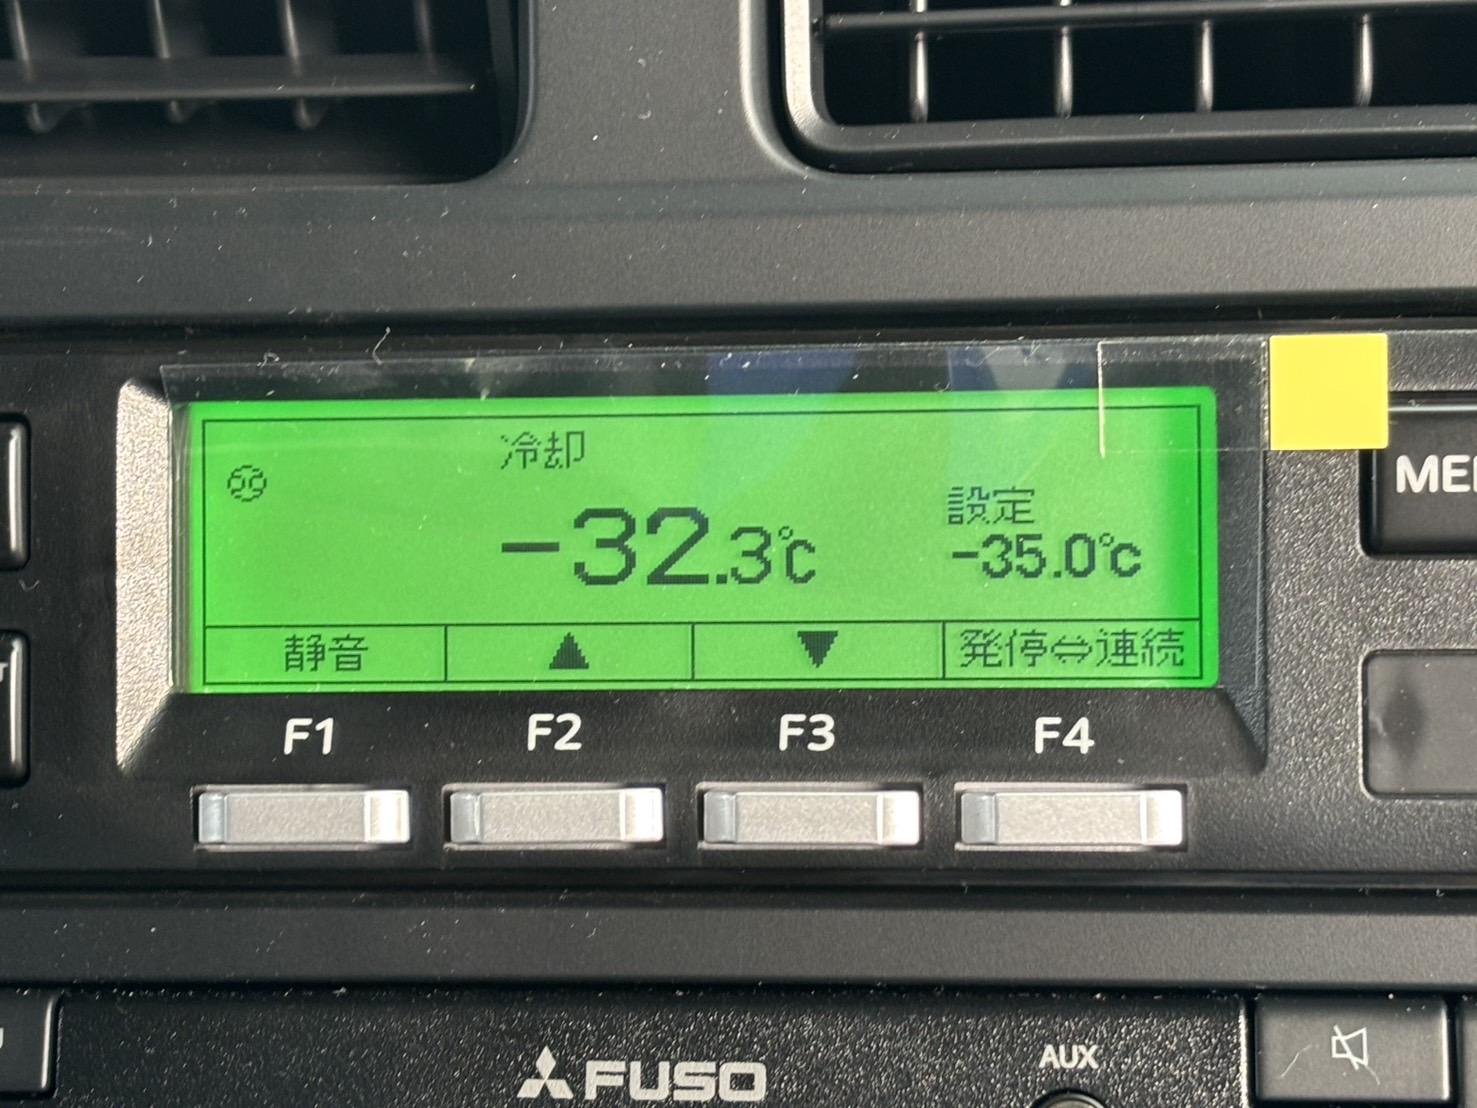 冷却
-32.3℃
設定
-35.0℃
静音 ▲ ▼ 発停⇔連続
F1 F2 F3 F4
FUSO
AUX